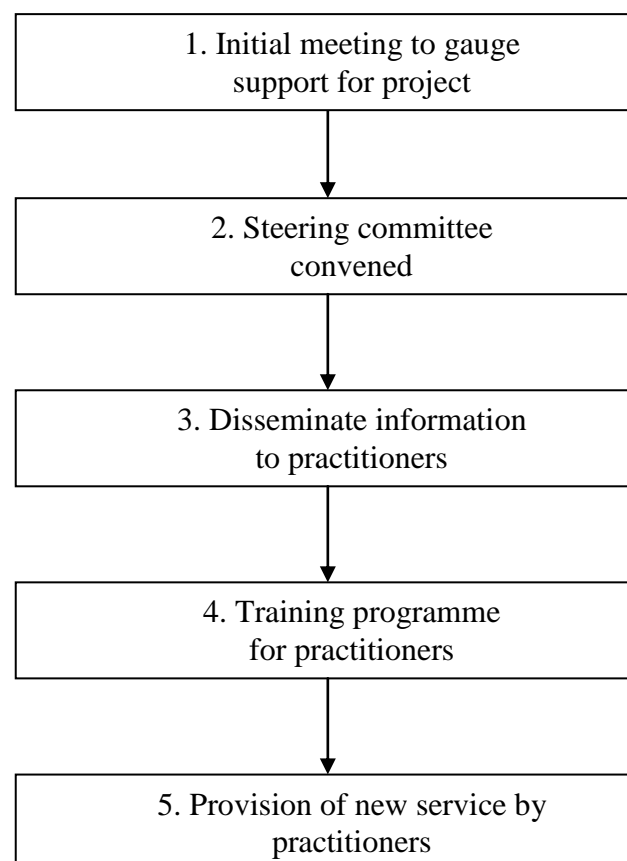 1. Initial meeting to gauge
support for project
2. Steering committee
convened
3. Disseminate information
to practitioners
4. Training programme
for practitioners
5. Provision of new service by
practitioners